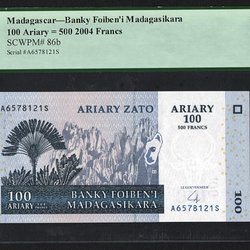 Madagascar—Banky Foiben'i Madagasikara
100 Ariary = 500 2004 Francs
SCWPM# 86b
Serial #A6578121S
ARIARY ZATO
100
ARIARY
500 FRANCS
A6578121S
100
ARIARY
BANKY FOIBEN'I
MADAGASIKARA
100